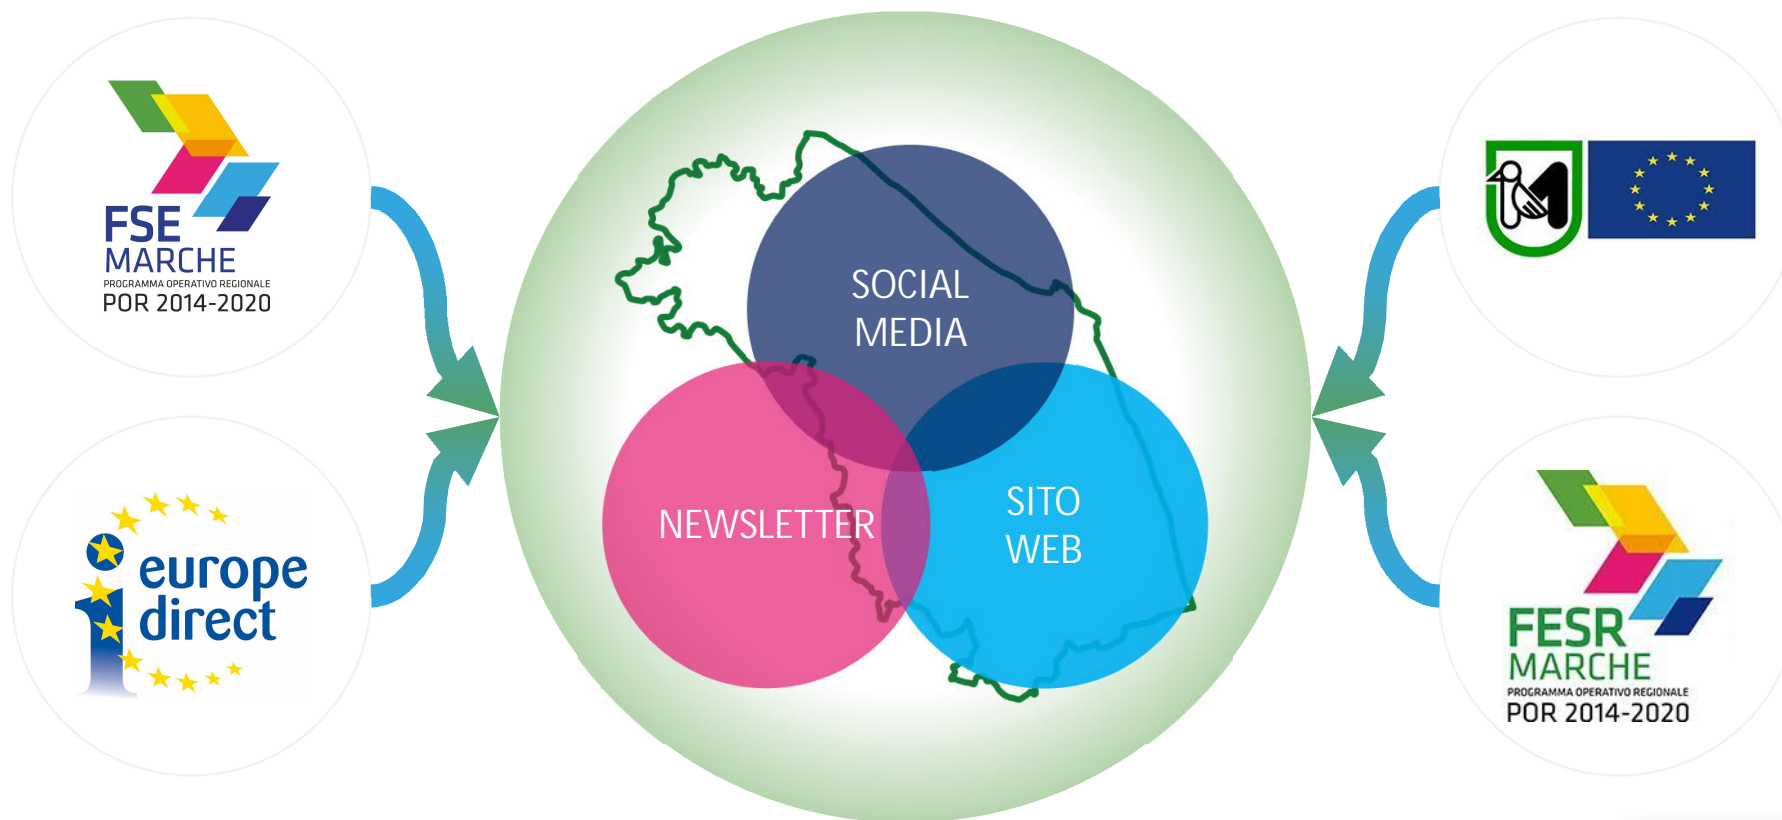 FSE
MARCHE
PROGRAMMA OPERATIVO REGIONALE
POR 2014-2020
europe
direct
SOCIAL
MEDIA
NEWSLETTER
SITO
WEB
FESR
MARCHE
PROGRAMMA OPERATIVO REGIONALE
POR 2014-2020